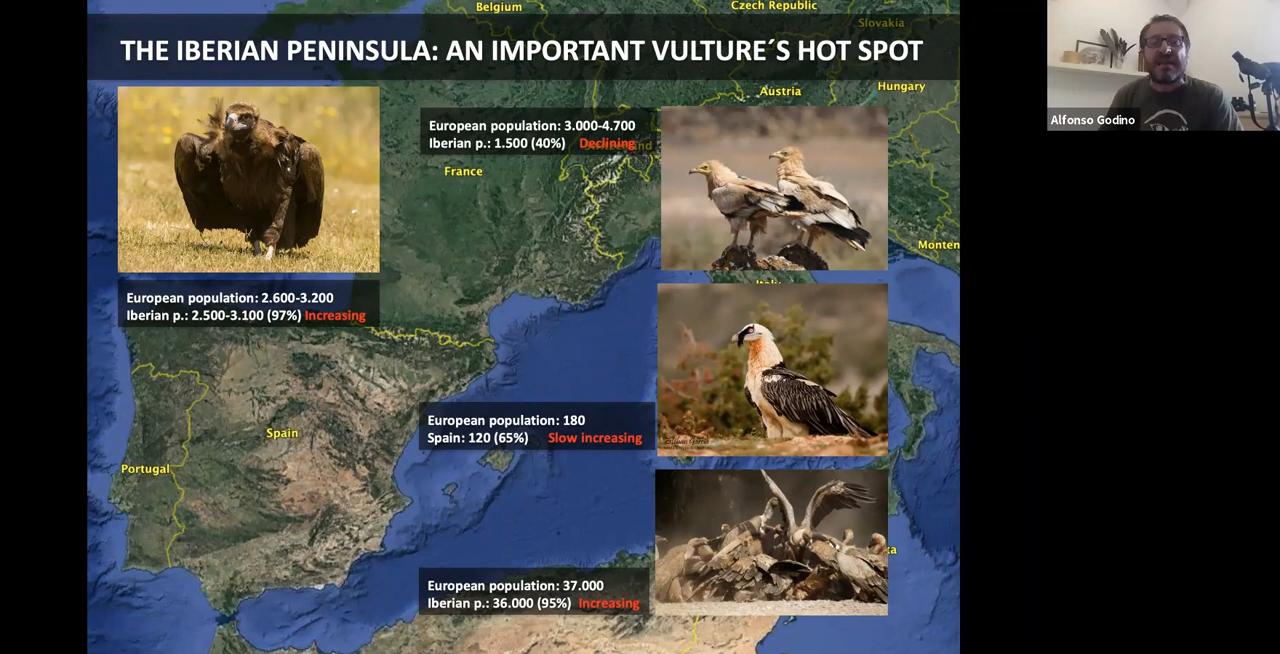 Belgium
Czech Republic
Slovakia
THE IBERIAN PENINSULA: AN IMPORTANT VULTURE´S HOT SPOT
Austria
Hungary
Alfonso Godino
European population: 3.000-4.700
Iberian p.: 1.500 (40%) Declining
France
Monten
European population: 2.600-3.200
Iberian p.: 2.500-3.100 (97%) Increasing
European population: 180
Spain: 120 (65%) Slow increasing
Spain
Portugal
European population: 37.000
Iberian p.: 36.000 (95%) Increasing